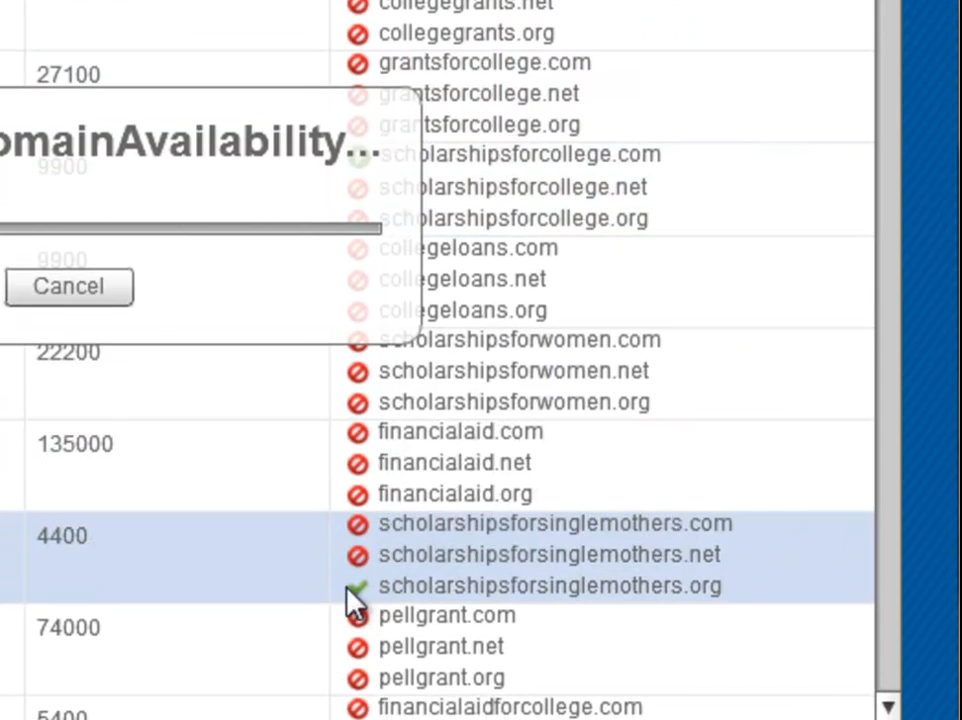 collegegrants.net
collegegrants.org
27100
grantsforcollege.com
grantsforcollege.net
grantsforcollege.org
omainAvailability...
9900
scholarshipsforcollege.com
scholarshipsforcollege.net
scholarshipsforcollege.org
9900
collegeloans.com
collegeloans.net
Cancel
collegeloans.org
22200
scholarshipsforwomen.com
scholarshipsforwomen.net
scholarshipsforwomen.org
135000
financialaid.com
financialaid.net
financialaid.org
4400
scholarshipsforsinglemothers.com
scholarshipsforsinglemothers.net
scholarshipsforsinglemothers.org
74000
pellgrant.com
pellgrant.net
pellgrant.org
5400
financialaidforcollege.com